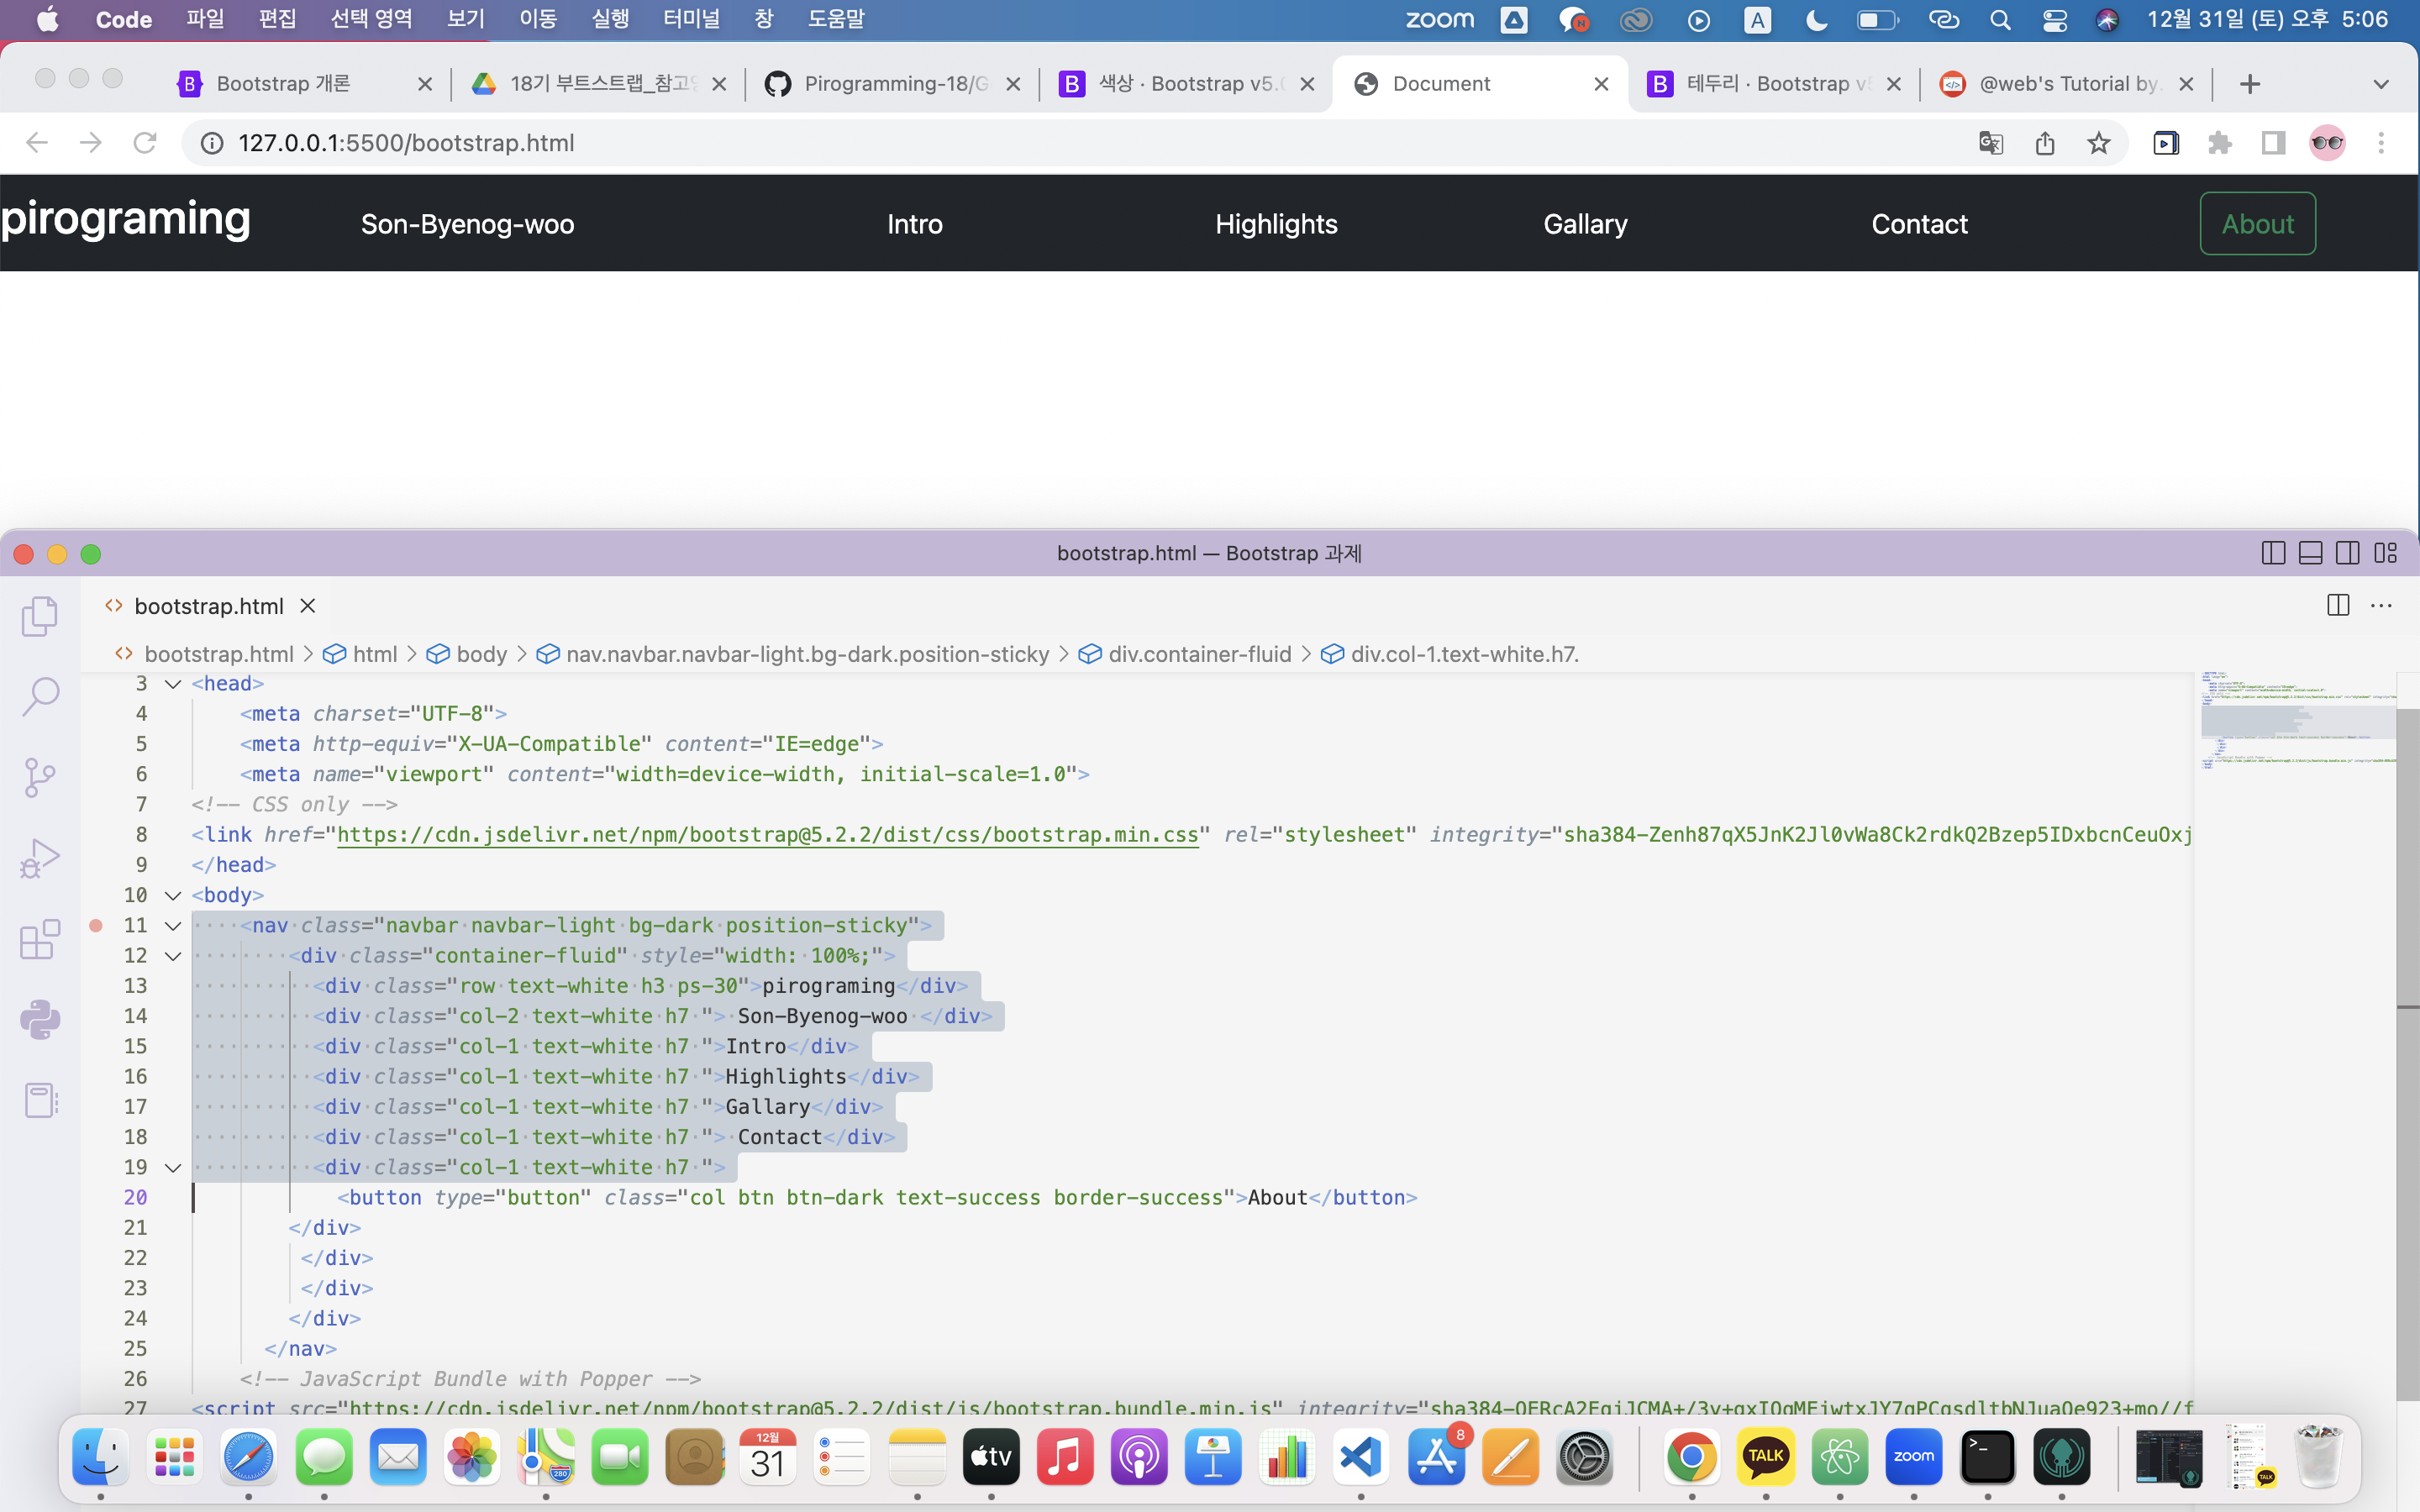 Code 파일 편집 선택 영역 보기 이동 실행 터미널 창 도움말 zoom A 12월 31일 (토) 오후 5:06
Bootstrap 개론 18기 부트스트랩_참고 Pirogramming-18/G 색상 · Bootstrap v5.0 Document 테두리 · Bootstrap v5 @web's Tutorial by
127.0.0.1:5500/bootstrap.html
pirograming Son-Byenog-woo Intro Highlights Gallary Contact About
bootstrap.html — Bootstrap 과제
bootstrap.html
bootstrap.html > html > body > nav.navbar.navbar-light.bg-dark.position-sticky > div.container-fluid > div.col-1.text-white.h7.
3 <head>
4 <meta charset="UTF-8">
5 <meta http-equiv="X-UA-Compatible" content="IE=edge">
6 <meta name="viewport" content="width=device-width, initial-scale=1.0">
7 <!-- CSS only -->
8 <link href="https://cdn.jsdelivr.net/npm/bootstrap@5.2.2/dist/css/bootstrap.min.css" rel="stylesheet" integrity="sha384-Zenh87qX5JnK2Jl0vWa8Ck2rdkQ2Bzep5IDxbcnCeuOxj
9 </head>
10 <body>
11 <nav class="navbar navbar-light bg-dark position-sticky">
12 <div class="container-fluid" style="width: 100%;">
13 <div class="row text-white h3 ps-30">pirograming</div>
14 <div class="col-2 text-white h7 "> Son-Byenog-woo </div>
15 <div class="col-1 text-white h7 ">Intro</div>
16 <div class="col-1 text-white h7 ">Highlights</div>
17 <div class="col-1 text-white h7 ">Gallary</div>
18 <div class="col-1 text-white h7 "> Contact</div>
19 <div class="col-1 text-white h7 ">
20 <button type="button" class="col btn btn-dark text-success border-success">About</button>
21 </div>
22 </div>
23 </div>
24 </div>
25 </nav>
26 <!-- JavaScript Bundle with Popper -->
27 <script src="https://cdn.jsdelivr.net/npm/bootstrap@5.2.2/dist/js/bootstrap.bundle.min.js"
12월
31
280
tv
8
TALK
zoom